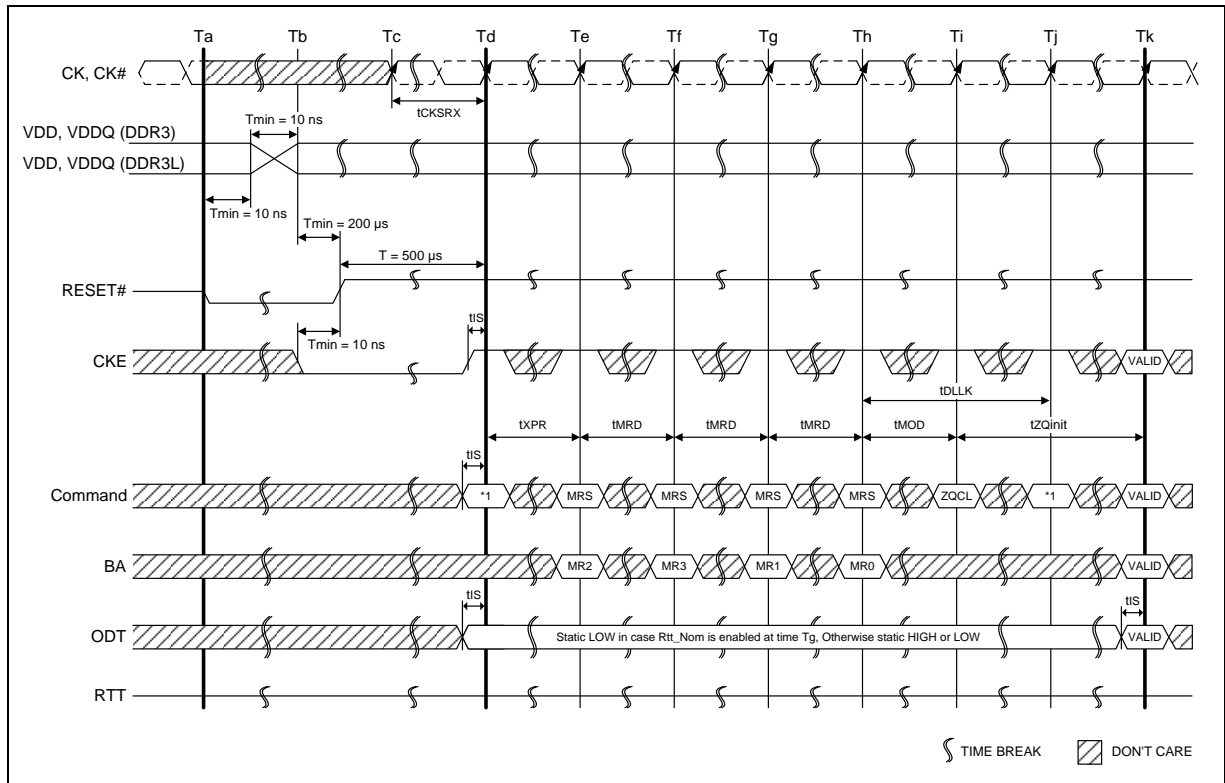 Ta Tb Tc Td Te Tf Tg Th Ti Tj Tk
CK, CK#
tCKSRX
Tmin = 10 ns
VDD, VDDQ (DDR3)
VDD, VDDQ (DDR3L)
Tmin = 10 ns
Tmin = 200 µs
T = 500 µs
RESET#
tIS
Tmin = 10 ns
CKE VALID
tDLLK
tXPR tMRD tMRD tMRD tMOD tZQinit
tIS
Command *1 MRS MRS MRS MRS ZQCL *1 VALID
BA MR2 MR3 MR1 MR0 VALID
tIS tIS
ODT Static LOW in case Rtt_Nom is enabled at time Tg, Otherwise static HIGH or LOW VALID
RTT
TIME BREAK DON'T CARE